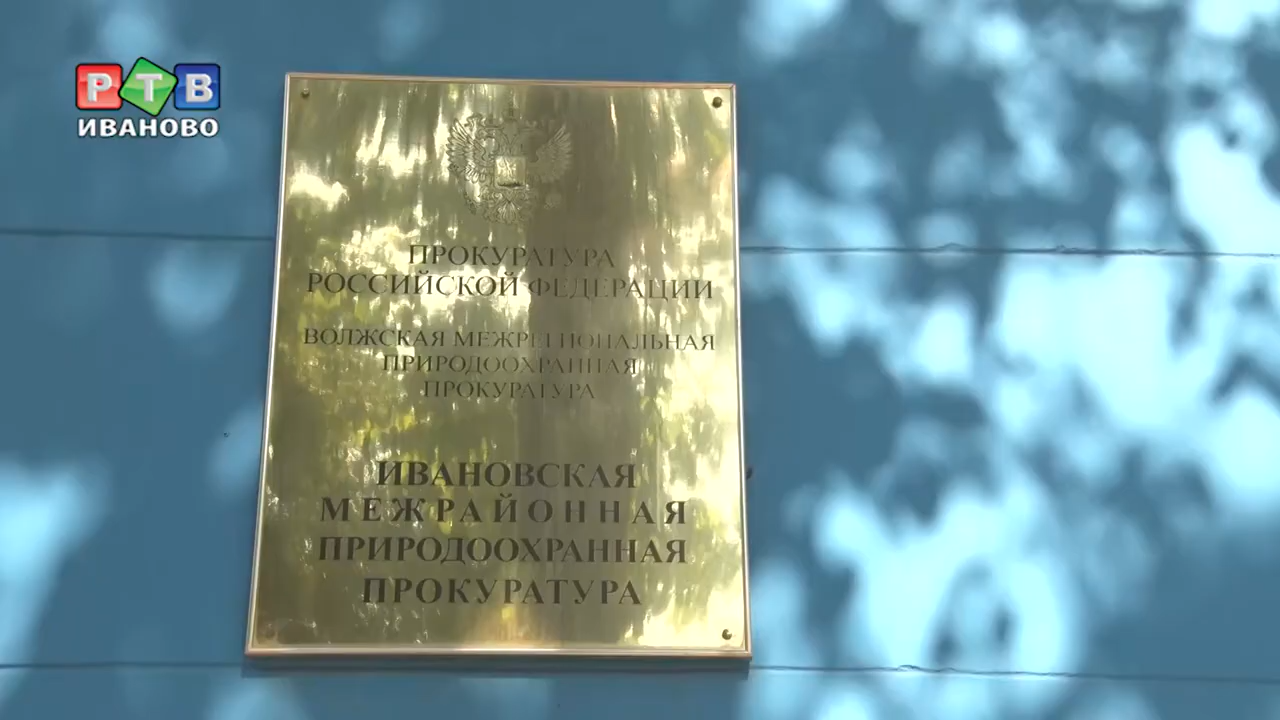 РТВ
ИВАНОВО
ПРОКУРАТУРА
РОССИЙСКОЙ ФЕДЕРАЦИИ
ВОЛЖСКАЯ МЕЖРЕГИОНАЛЬНАЯ
ПРИРОДООХРАННАЯ
ПРОКУРАТУРА
ИВАНОВСКАЯ
МЕЖРАЙОННАЯ
ПРИРОДООХРАННАЯ
ПРОКУРАТУРА